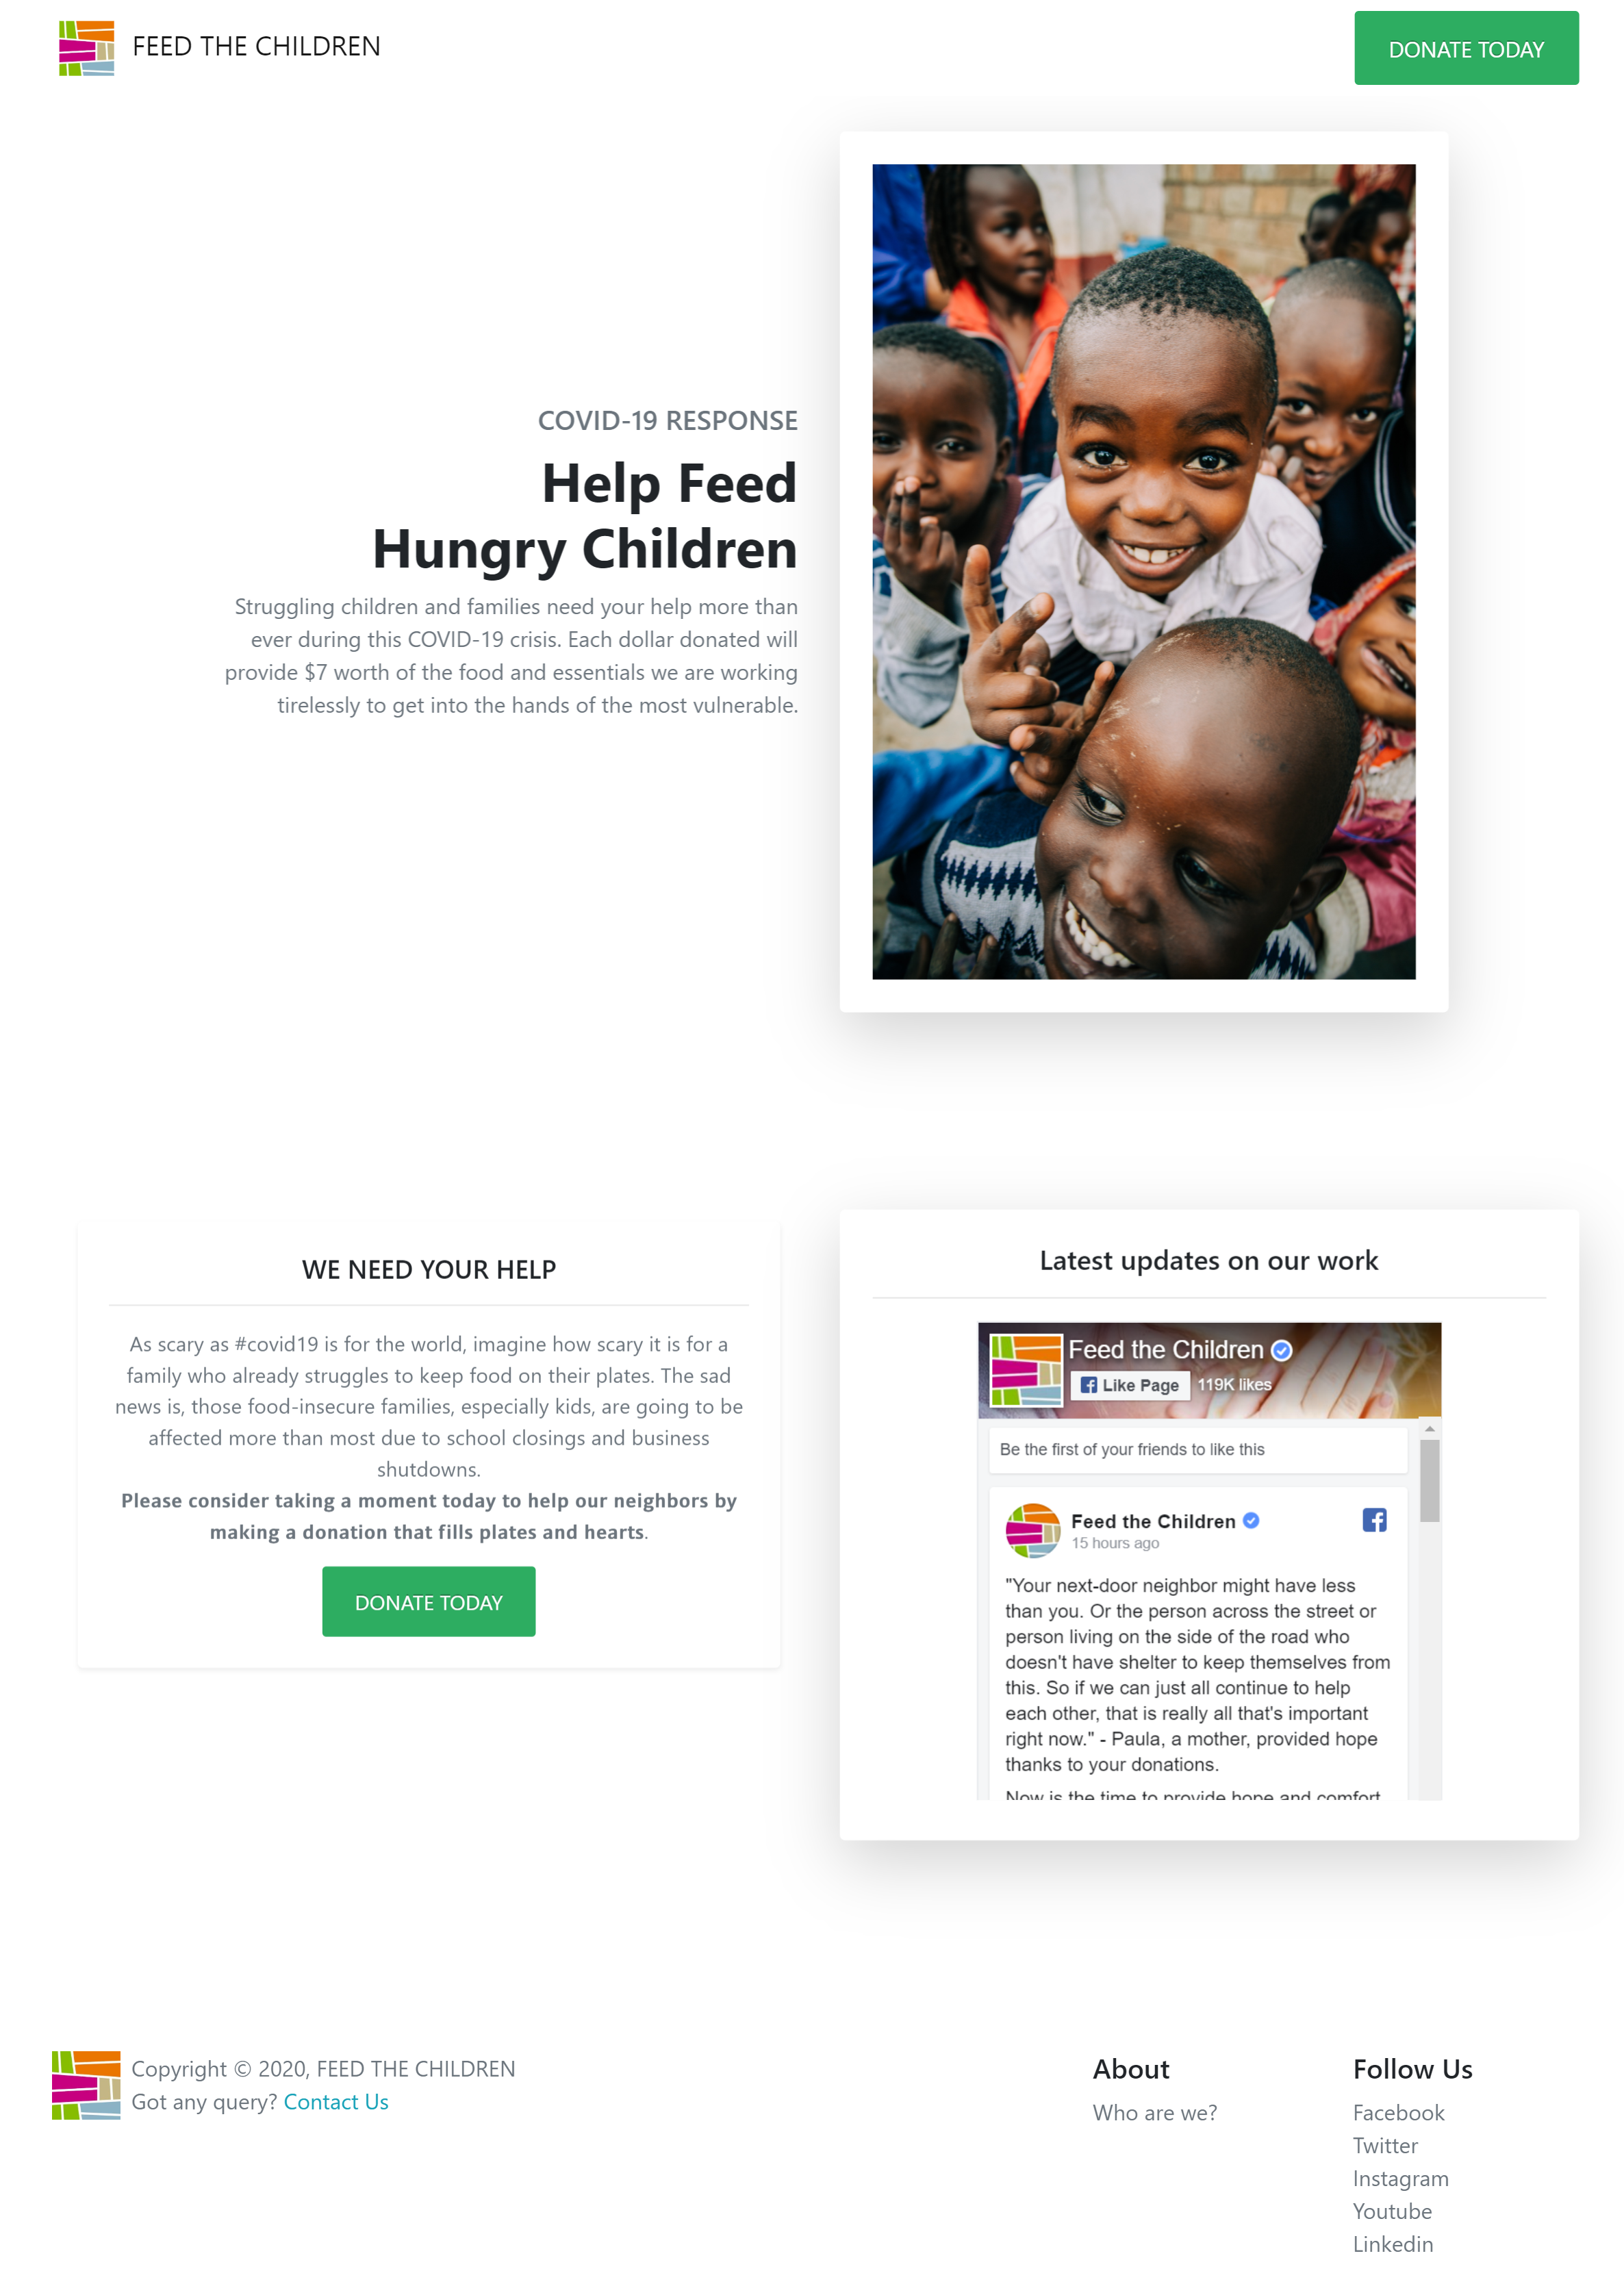 FEED THE CHILDREN
DONATE TODAY
COVID-19 RESPONSE
Help Feed
Hungry Children
Struggling children and families need your help more than
ever during this COVID-19 crisis. Each dollar donated will
provide $7 worth of the food and essentials we are working
tirelessly to get into the hands of the most vulnerable.
WE NEED YOUR HELP
As scary as #covid19 is for the world, imagine how scary it is for a
family who already struggles to keep food on their plates. The sad
news is, those food-insecure families, especially kids, are going to be
affected more than most due to school closings and business
shutdowns.
Please consider taking a moment today to help our neighbors by
making a donation that fills plates and hearts.
DONATE TODAY
Latest updates on our work
Feed the Children
Like Page
119K likes
Be the first of your friends to like this
Feed the Children
15 hours ago
"Your next-door neighbor might have less
than you. Or the person across the street or
person living on the side of the road who
doesn't have shelter to keep themselves from
this. So if we can just all continue to help
each other, that is really all that's important
right now." - Paula, a mother, provided hope
thanks to your donations.
Now is the time to provide hope and comfort
Copyright © 2020, FEED THE CHILDREN
Got any query? Contact Us
About
Who are we?
Follow Us
Facebook
Twitter
Instagram
Youtube
Linkedin